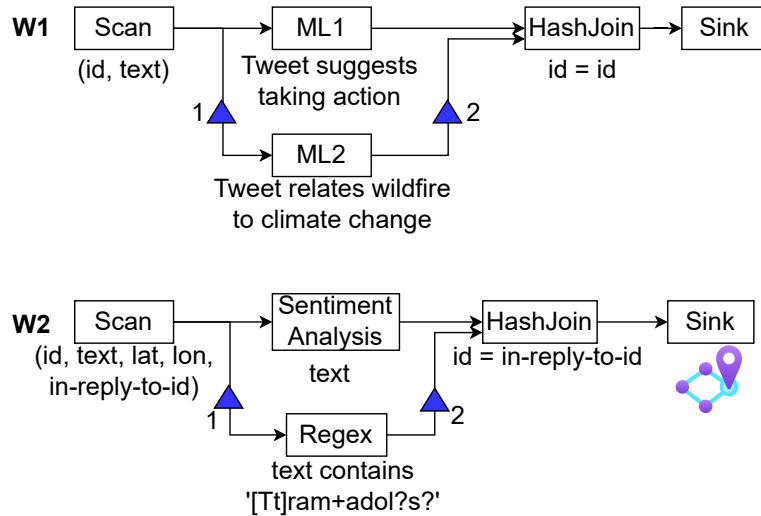 W1
Scan
(id, text)
ML1
Tweet suggests
taking action
HashJoin
id = id
Sink
1
2
ML2
Tweet relates wildfire
to climate change
W2
Scan
(id, text, lat, lon,
in-reply-to-id)
Sentiment
Analysis
text
HashJoin
id = in-reply-to-id
Sink
1
2
Regex
text contains
'[Tt]ram+adol?s?'